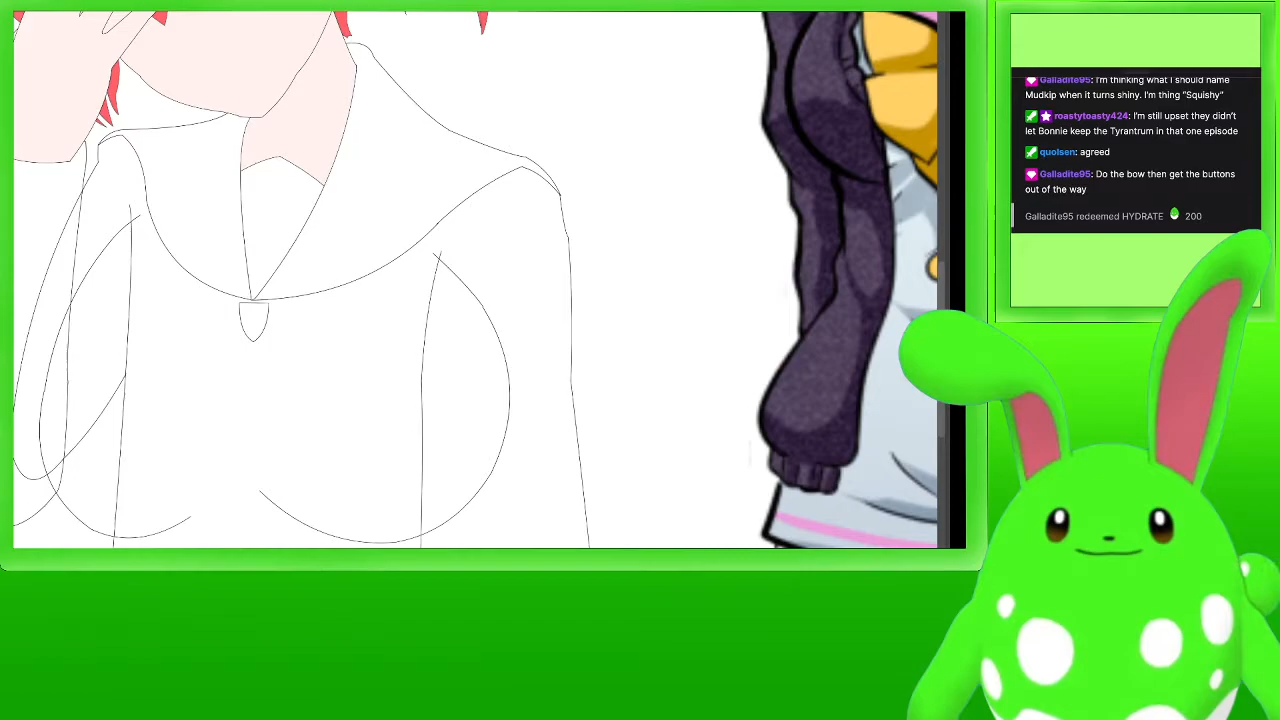 Galladite95: I'm thinking what I should name
Mudkip when it turns shiny. I'm thing "Squishy"
roastytoasty424: I'm still upset they didn't
let Bonnie keep the Tyrantrum in that one episode
quolsen: agreed
Galladite95: Do the bow then get the buttons
out of the way
Galladite95 redeemed HYDRATE 200